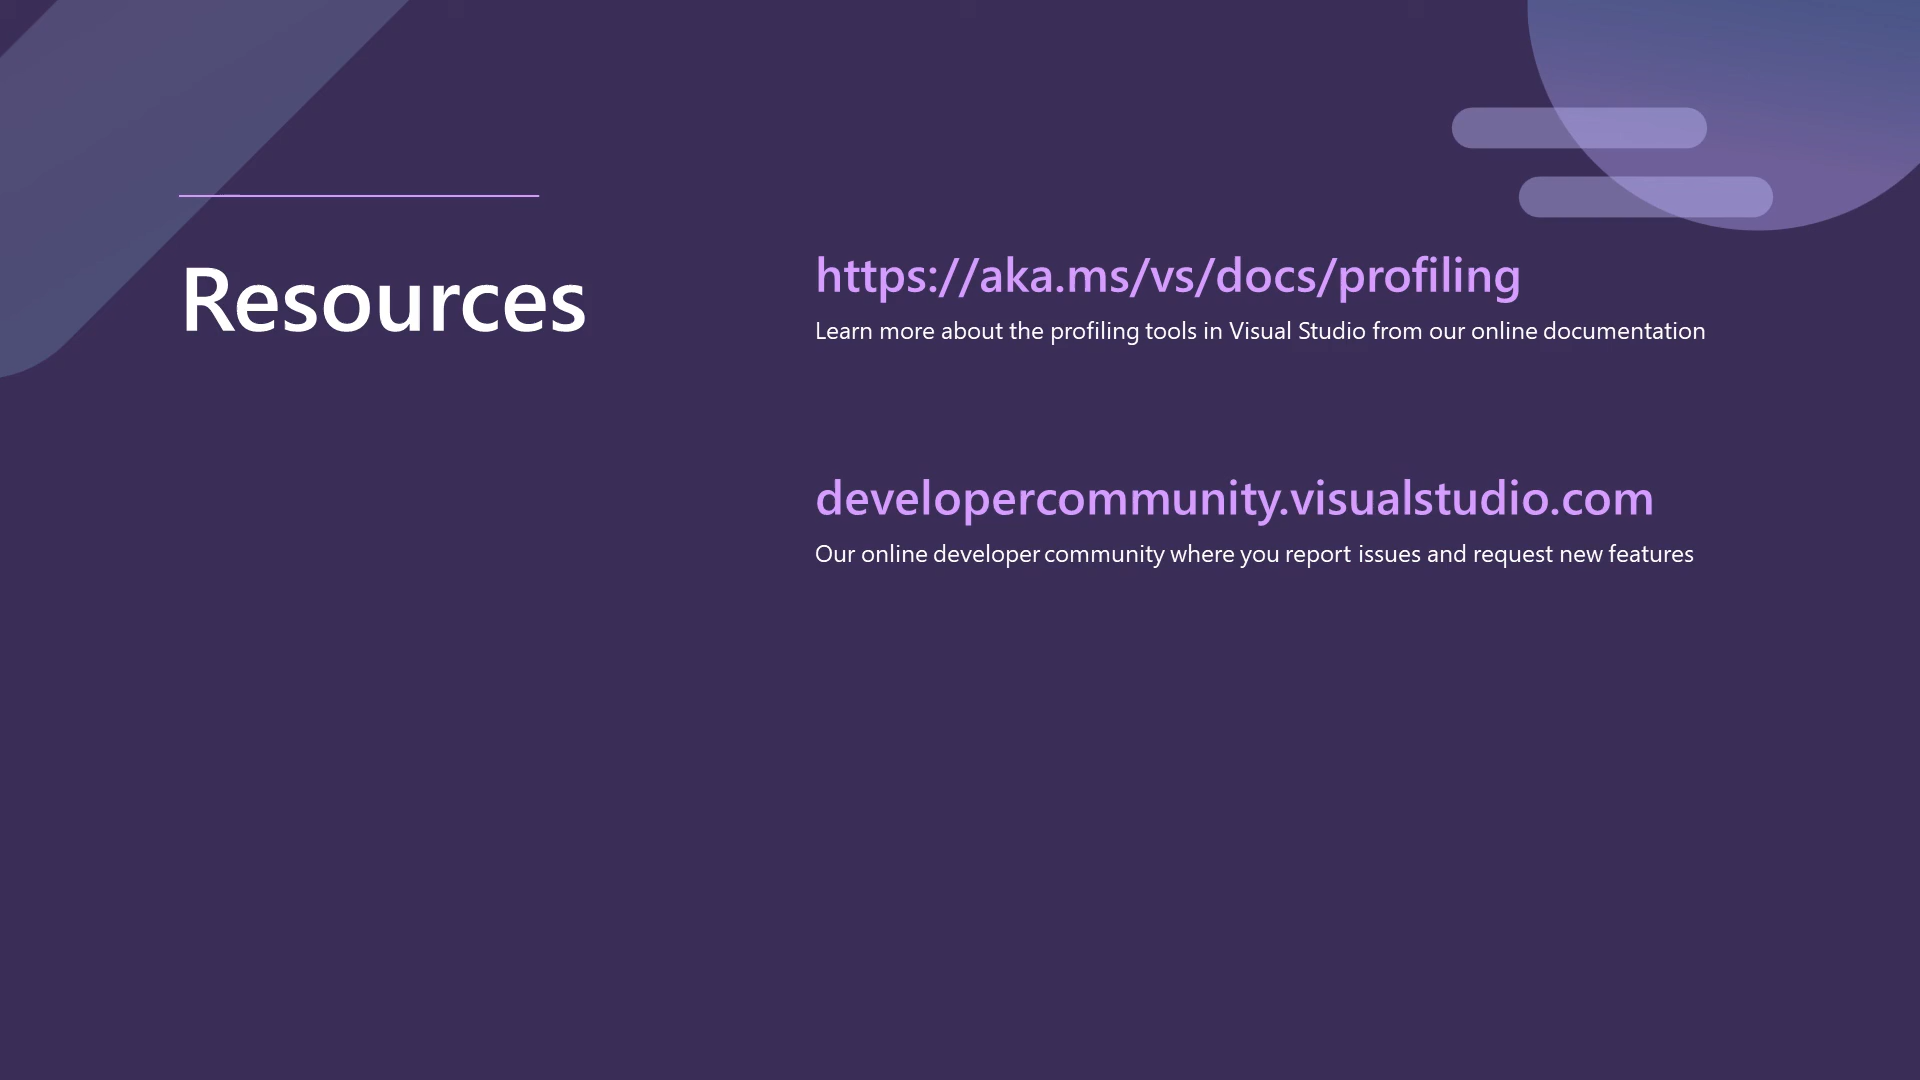 Resources
https://aka.ms/vs/docs/profiling
Learn more about the profiling tools in Visual Studio from our online documentation
developercommunity.visualstudio.com
Our online developer community where you report issues and request new features